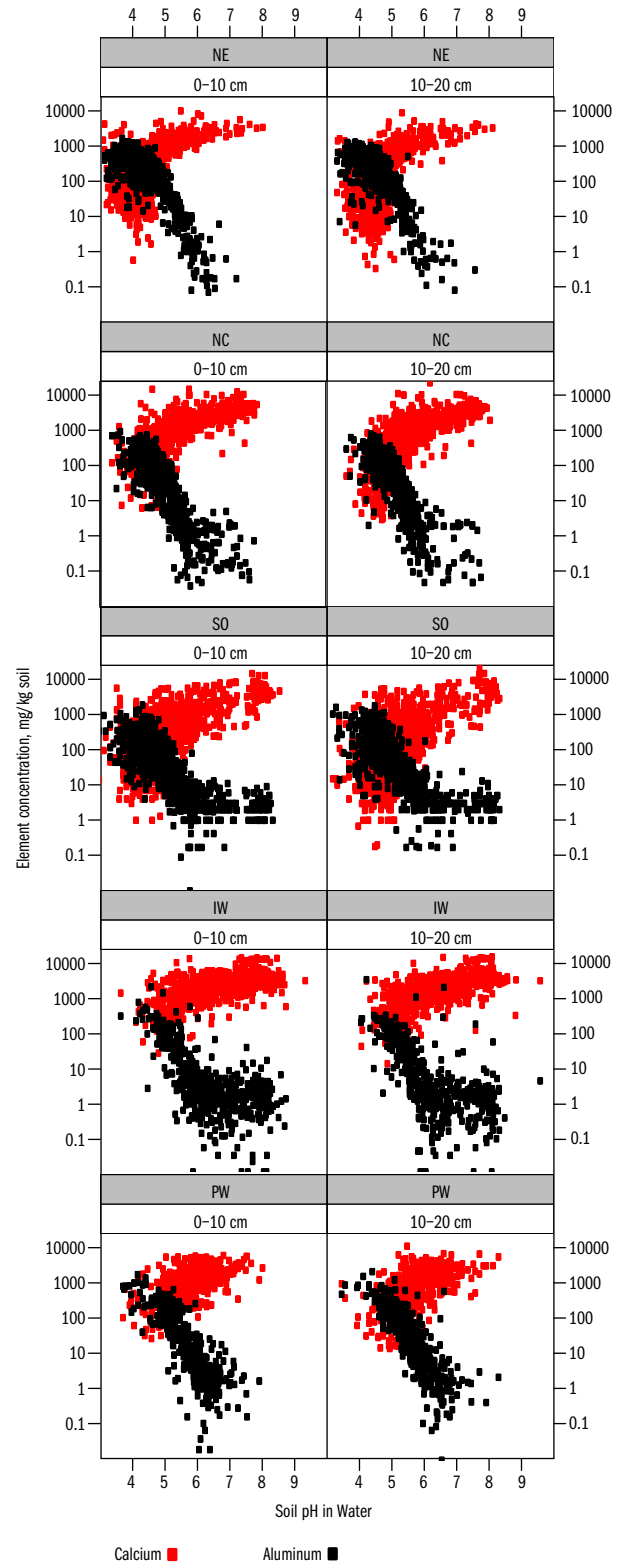 4 5 6 7 8 9 4 5 6 7 8 9
NE NE
0–10 cm 10–20 cm
10000 10000
1000 1000
100 100
10 10
1 1
0.1 0.1
NC NC
0–10 cm 10–20 cm
10000 10000
1000 1000
100 100
10 10
1 1
0.1 0.1
SO SO
0–10 cm 10–20 cm
10000 10000
1000 1000
100 100
10 10
1 1
0.1 0.1
Element concentration, mg/kg soil
IW IW
0–10 cm 10–20 cm
10000 10000
1000 1000
100 100
10 10
1 1
0.1 0.1
PW PW
0–10 cm 10–20 cm
10000 10000
1000 1000
100 100
10 10
1 1
0.1 0.1
4 5 6 7 8 9 4 5 6 7 8 9
Soil pH in Water
Calcium Aluminum